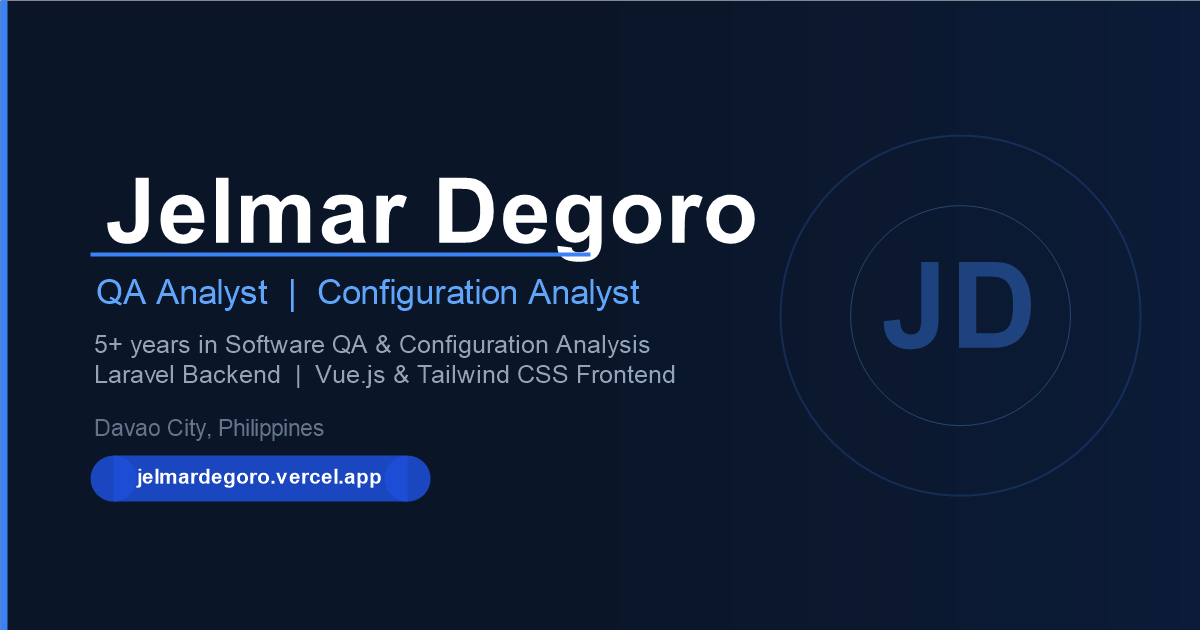 Jelmar Degoro
QA Analyst | Configuration Analyst
5+ years in Software QA & Configuration Analysis
Laravel Backend | Vue.js & Tailwind CSS Frontend
Davao City, Philippines
jelmardegoro.vercel.app
JD